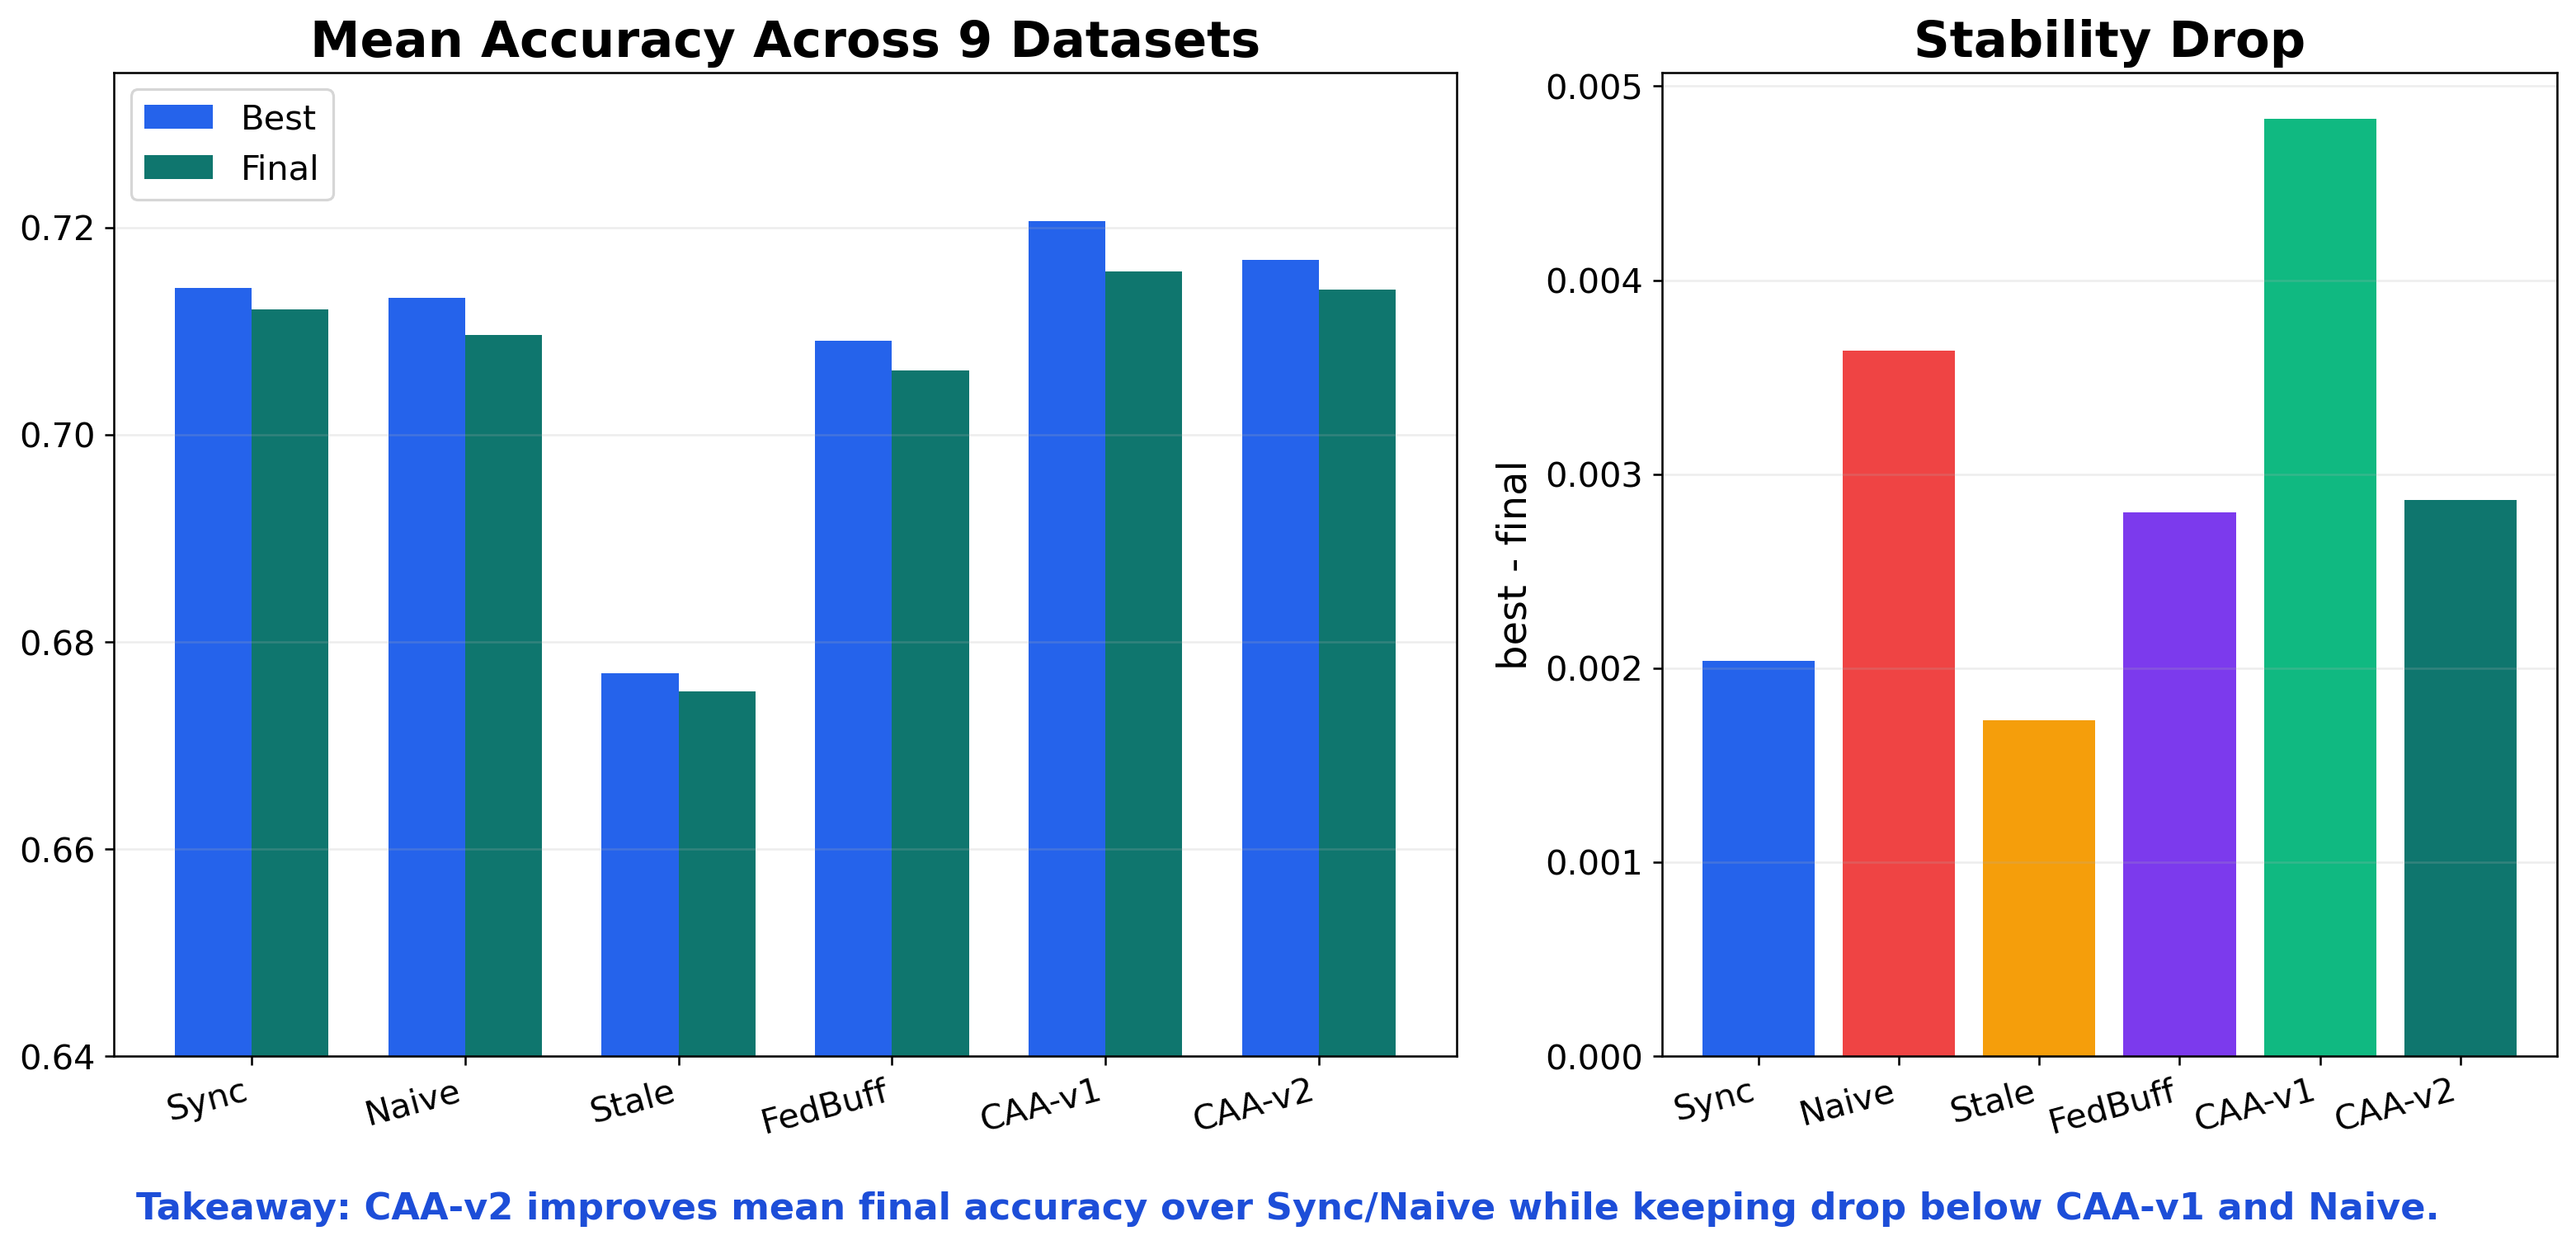 Mean Accuracy Across 9 Datasets
Best
Final
0.72
0.70
0.68
0.66
0.64
Sync
Naive
Stale
FedBuff
CAA-v1
CAA-v2
Stability Drop
best - final
0.005
0.004
0.003
0.002
0.001
0.000
Sync
Naive
Stale
FedBuff
CAA-v1
CAA-v2
Takeaway: CAA-v2 improves mean final accuracy over Sync/Naive while keeping drop below CAA-v1 and Naive.